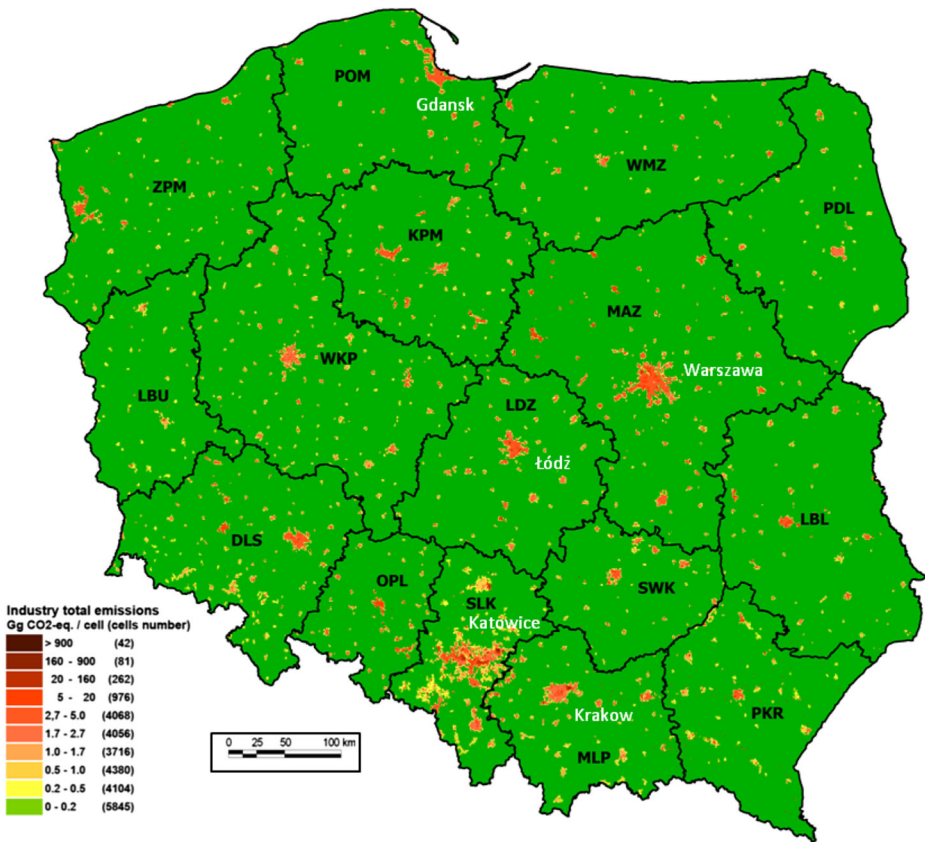 POM
Gdansk
WMZ
ZPM
PDL
KPM
MAZ
WKP
Warszawa
LBU
LDZ
Łódź
LBL
DLS
OPL
SLK
SWK
Katowice
Krakow
PKR
MLP
Industry total emissions
Gg CO2-eq. / cell (cells number)
> 900 (42)
160 - 900 (81)
20 - 160 (262)
5 - 20 (976)
2,7 - 5.0 (4068)
1.7 - 2.7 (4056)
1.0 - 1.7 (3716)
0.5 - 1.0 (4380)
0.2 - 0.5 (4104)
0 - 0.2 (5845)
0 25 50 100 km